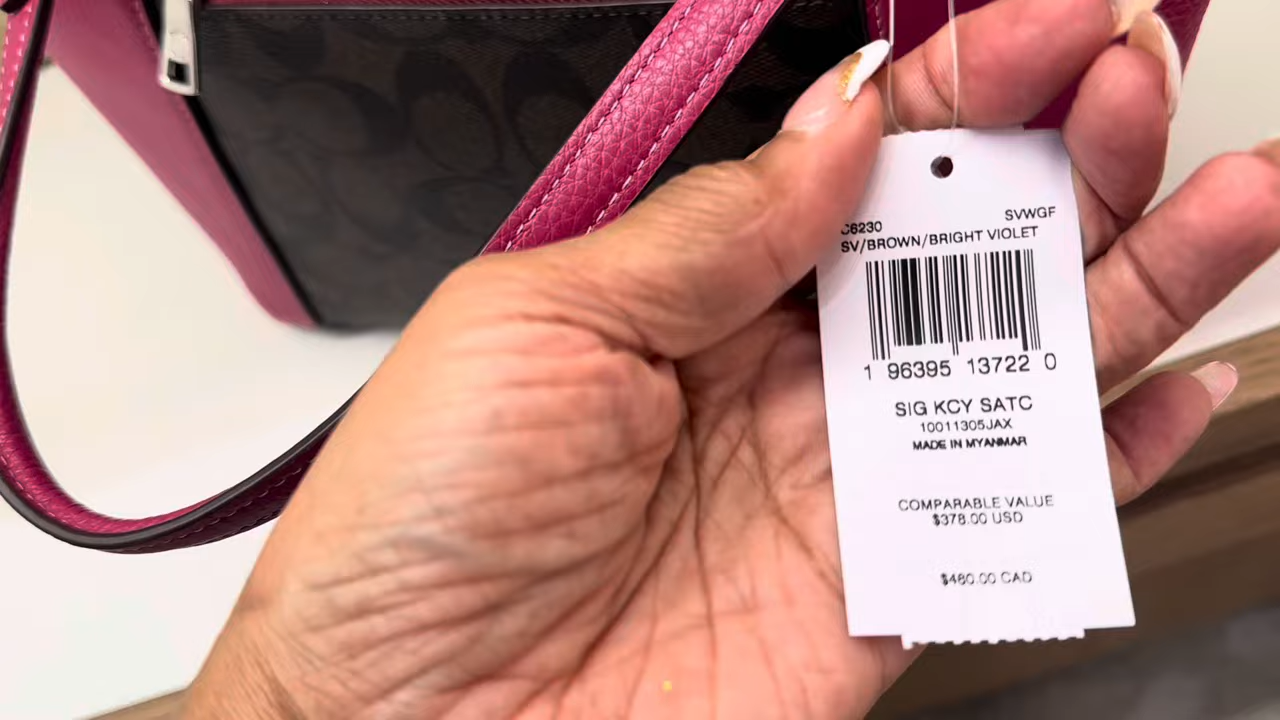 C6230 SVWGF
SV/BROWN/BRIGHT VIOLET
1 96395 13722 0
SIG KCY SATC
10011305JAX
MADE IN MYANMAR
COMPARABLE VALUE
$378.00 USD
$480.00 CAD